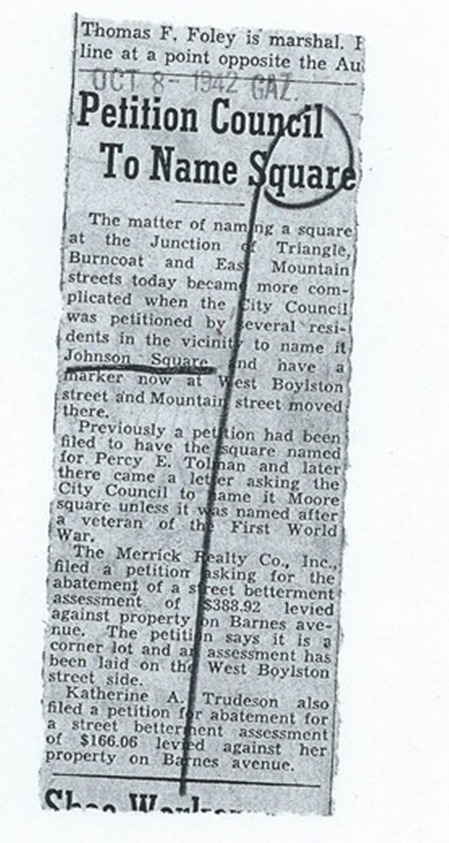 Thomas F. Foley is marshal.
line at a point opposite the Au
OCT 8 - 1942 GAZ.
Petition Council
To Name Square
The matter of naming a square
at the Junction of Triangle,
Burncoat and East Mountain
streets today became more com-
plicated when the City Council
was petitioned by several resi-
dents in the vicinity to name it
Johnson Square and have a
marker now at West Boylston
street and Mountain street moved
there.
Previously a petition had been
filed to have the square named
for Percy E. Tolman and later
there came a letter asking the
City Council to name it Moore
square unless it was named after
a veteran of the First World
War.
The Merrick Realty Co., Inc.,
filed a petition asking for the
abatement of a street betterment
assessment of $388.92 levied
against property on Barnes ave-
nue. The petition says it is a
corner lot and an assessment has
been laid on the West Boylston
street side.
Katherine A. Trudeson also
filed a petition for abatement for
a street betterment assessment
of $166.06 levied against her
property on Barnes avenue.